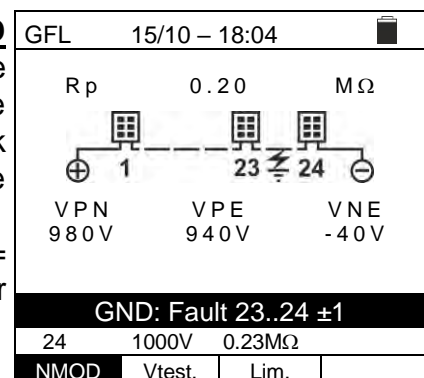 GFL 15/10 – 18:04
Rp 0.20 MΩ
1 23 24
VPN VPE VNE
980V 940V -40V
GND: Fault 23..24 ±1
24 1000V 0.23MΩ
NMOD Vtest. Lim.